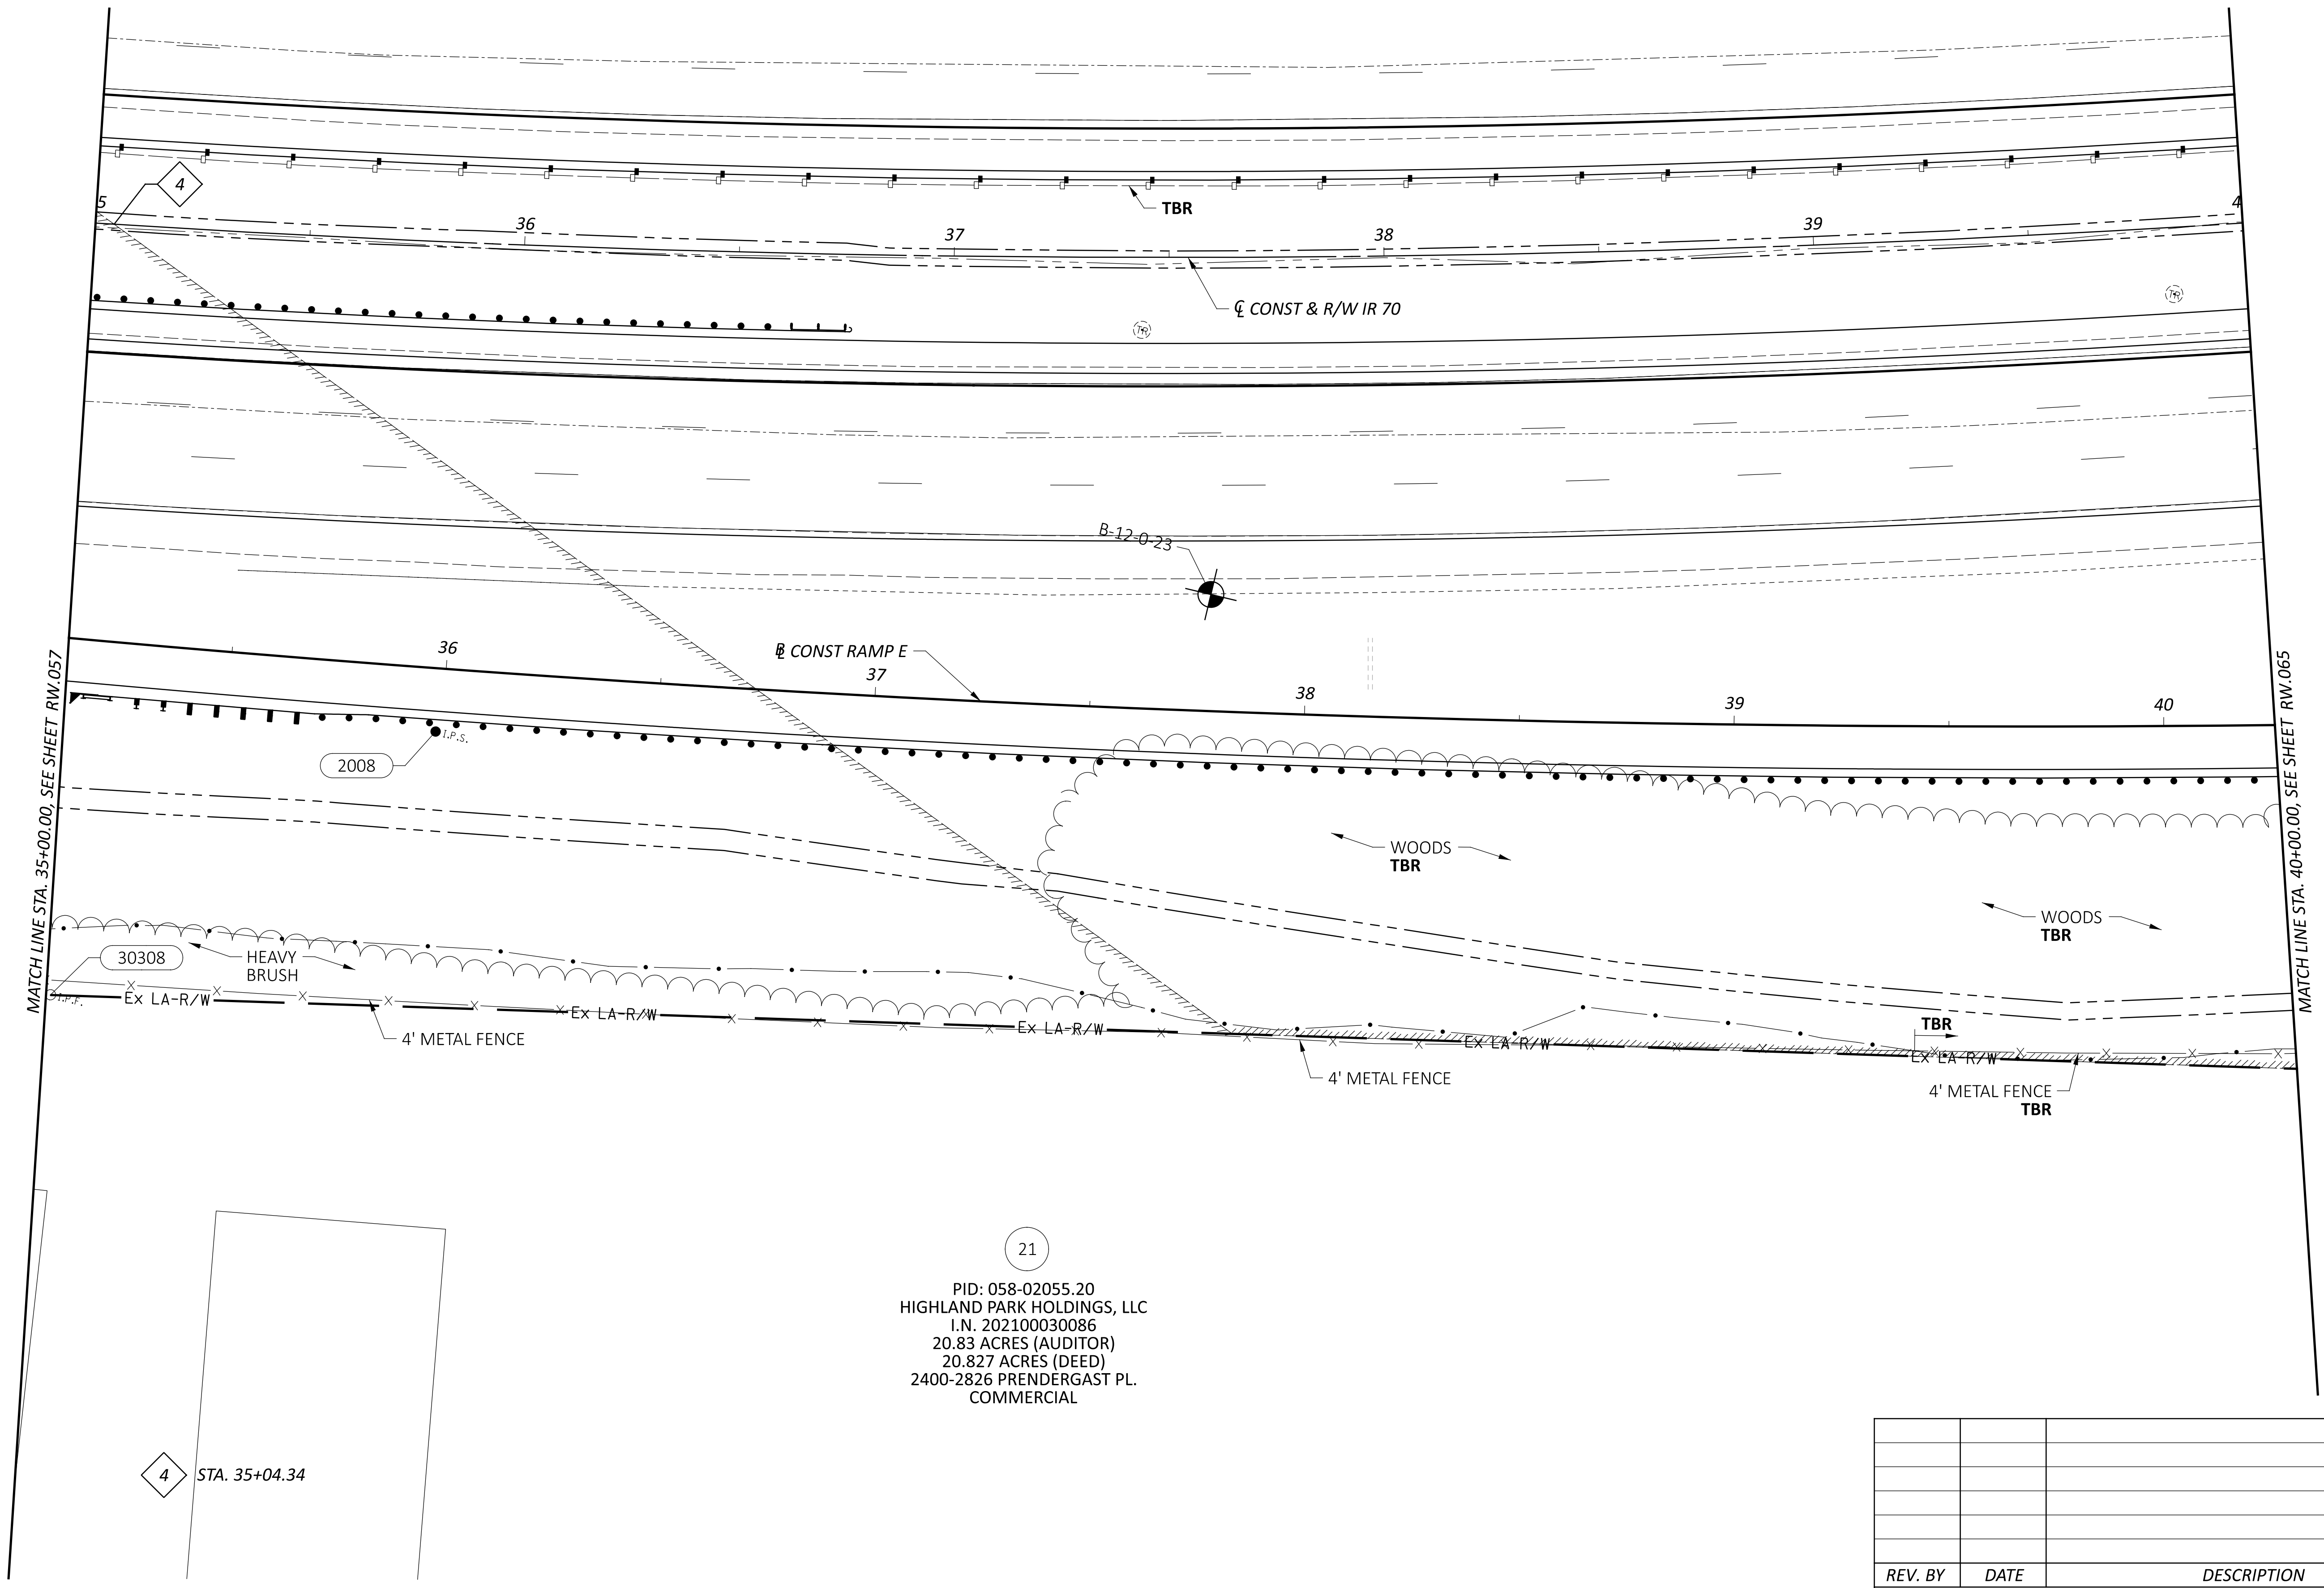 4
TBR
5
36
37
38
39
4
TR
TR
℄ CONST & R/W IR 70
B-12-0-23
36
B̵L CONST RAMP E
37
38
39
40
MATCH LINE STA. 35+00.00, SEE SHEET RW.057
MATCH LINE STA. 40+00.00, SEE SHEET RW.065
I.P.S.
2008
WOODS
TBR
WOODS
TBR
30308
HEAVY
BRUSH
I.P.F.
Ex LA-R/W
Ex LA-R/W
Ex LA-R/W
Ex LA-R/W
Ex LA-R/W
TBR
4' METAL FENCE
4' METAL FENCE
4' METAL FENCE
TBR
21
PID: 058-02055.20
HIGHLAND PARK HOLDINGS, LLC
I.N. 202100030086
20.83 ACRES (AUDITOR)
20.827 ACRES (DEED)
2400-2826 PRENDERGAST PL.
COMMERCIAL
4 STA. 35+04.34
REV. BY DATE DESCRIPTION